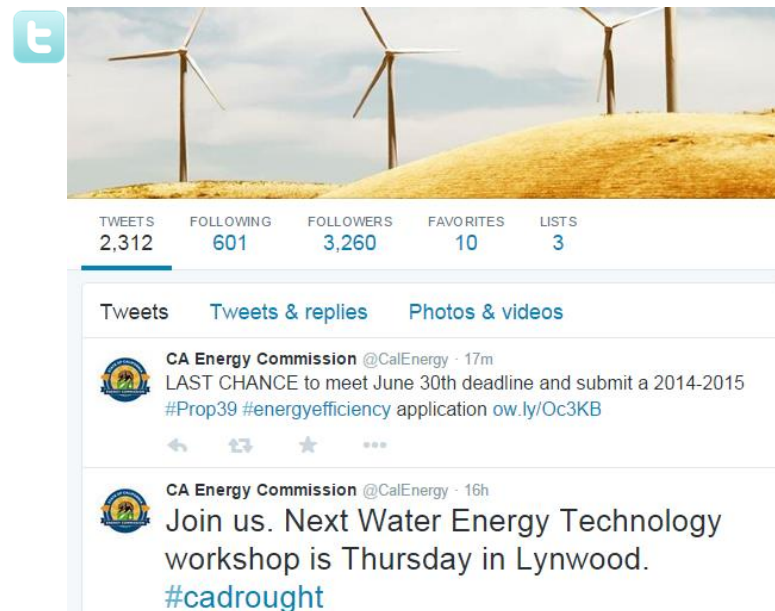 t
TWEETS FOLLOWING FOLLOWERS FAVORITES LISTS
2,312 601 3,260 10 3
Tweets Tweets & replies Photos & videos
CA Energy Commission @CalEnergy · 17m
LAST CHANCE to meet June 30th deadline and submit a 2014-2015
#Prop39 #energyefficiency application ow.ly/Oc3KB
CA Energy Commission @CalEnergy · 16h
Join us. Next Water Energy Technology
workshop is Thursday in Lynwood.
#cadrought